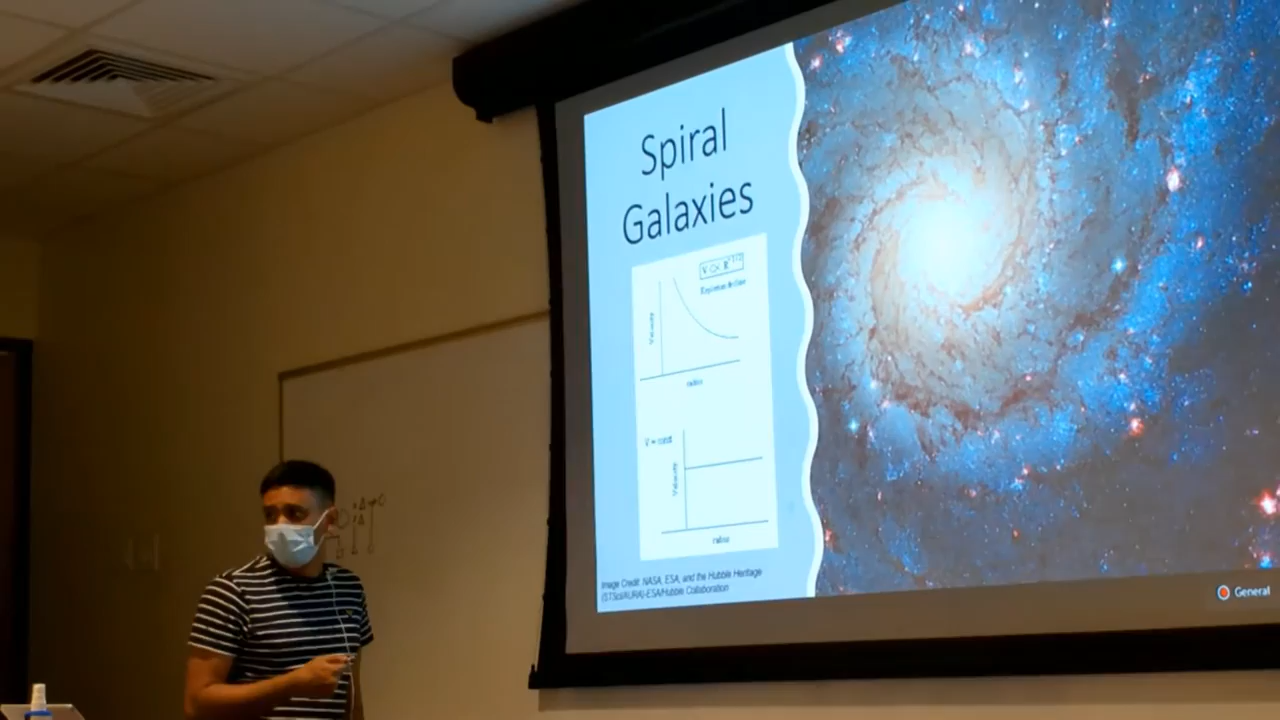 Spiral
Galaxies
V ∝ R^-1/2
Keplerian decline
Velocity
radius
V = const
Velocity
radius
Image Credit: NASA, ESA, and the Hubble Heritage
(STScI/AURA)-ESA/Hubble Collaboration
General